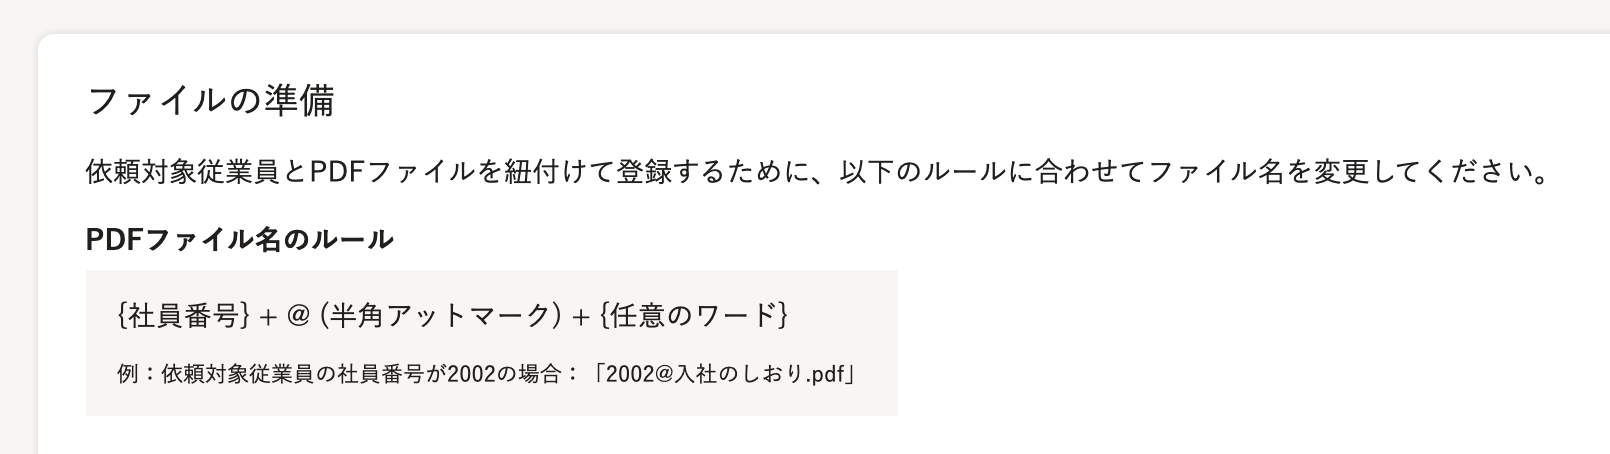 ファイルの準備
依頼対象従業員とPDFファイルを紐付けて登録するために、以下のルールに合わせてファイル名を変更してください。
PDFファイル名のルール
{社員番号} + @ (半角アットマーク) + {任意のワード}
例：依頼対象従業員の社員番号が2002の場合：「2002@入社のしおり.pdf」